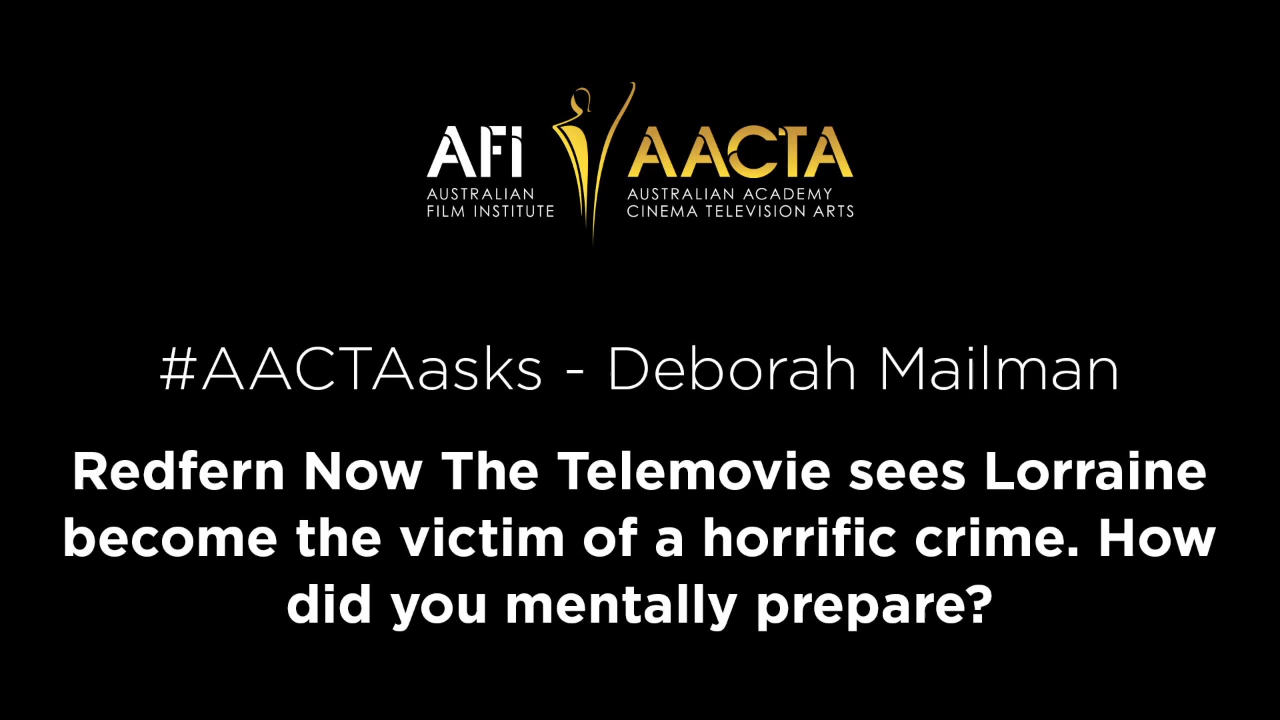 AFI AACTA
AUSTRALIAN FILM INSTITUTE
AUSTRALIAN ACADEMY CINEMA TELEVISION ARTS
#AACTAasks - Deborah Mailman
Redfern Now The Telemovie sees Lorraine
become the victim of a horrific crime. How
did you mentally prepare?